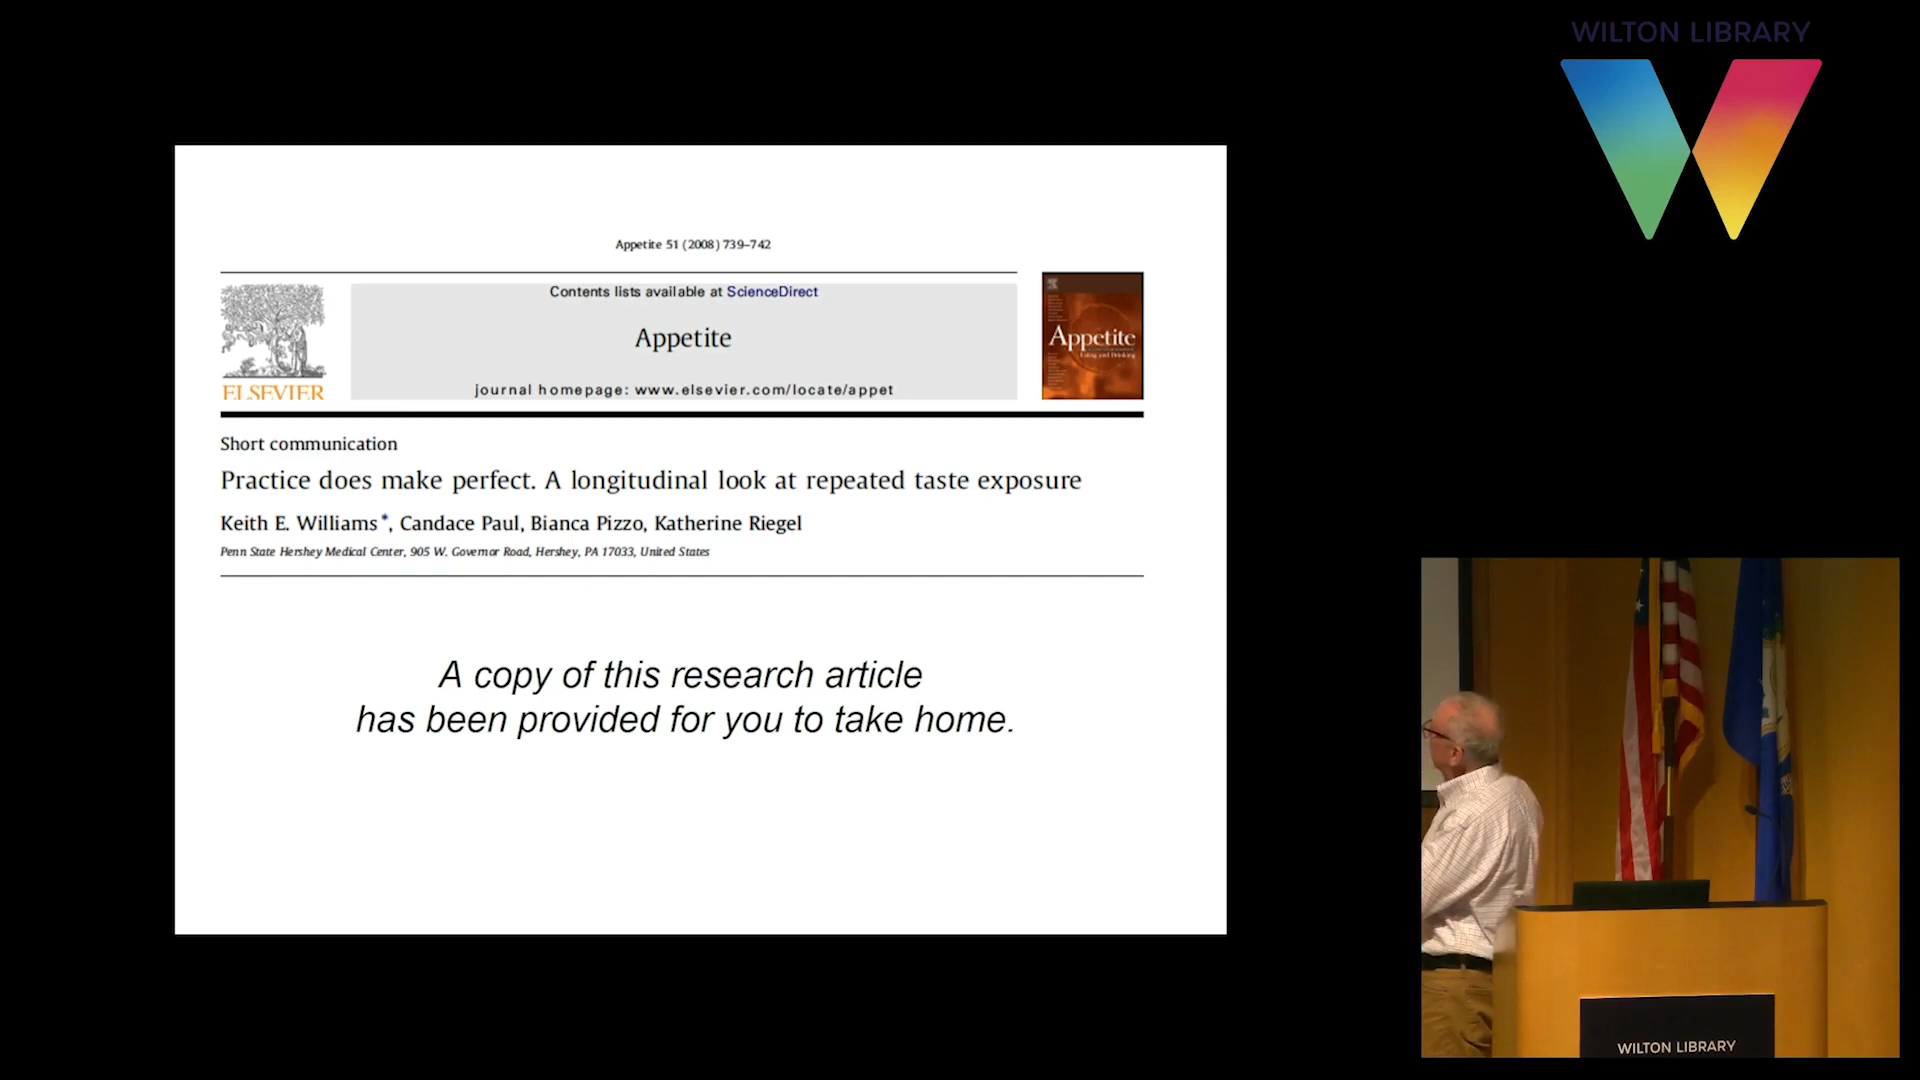 WILTON LIBRARY
Appetite 51 (2008) 739–742
Contents lists available at ScienceDirect
Appetite
journal homepage: www.elsevier.com/locate/appet
ELSEVIER
Appetite
Eating and Drinking
Short communication
Practice does make perfect. A longitudinal look at repeated taste exposure
Keith E. Williams*, Candace Paul, Bianca Pizzo, Katherine Riegel
Penn State Hershey Medical Center, 905 W. Governor Road, Hershey, PA 17033, United States
A copy of this research article
has been provided for you to take home.
WILTON LIBRARY